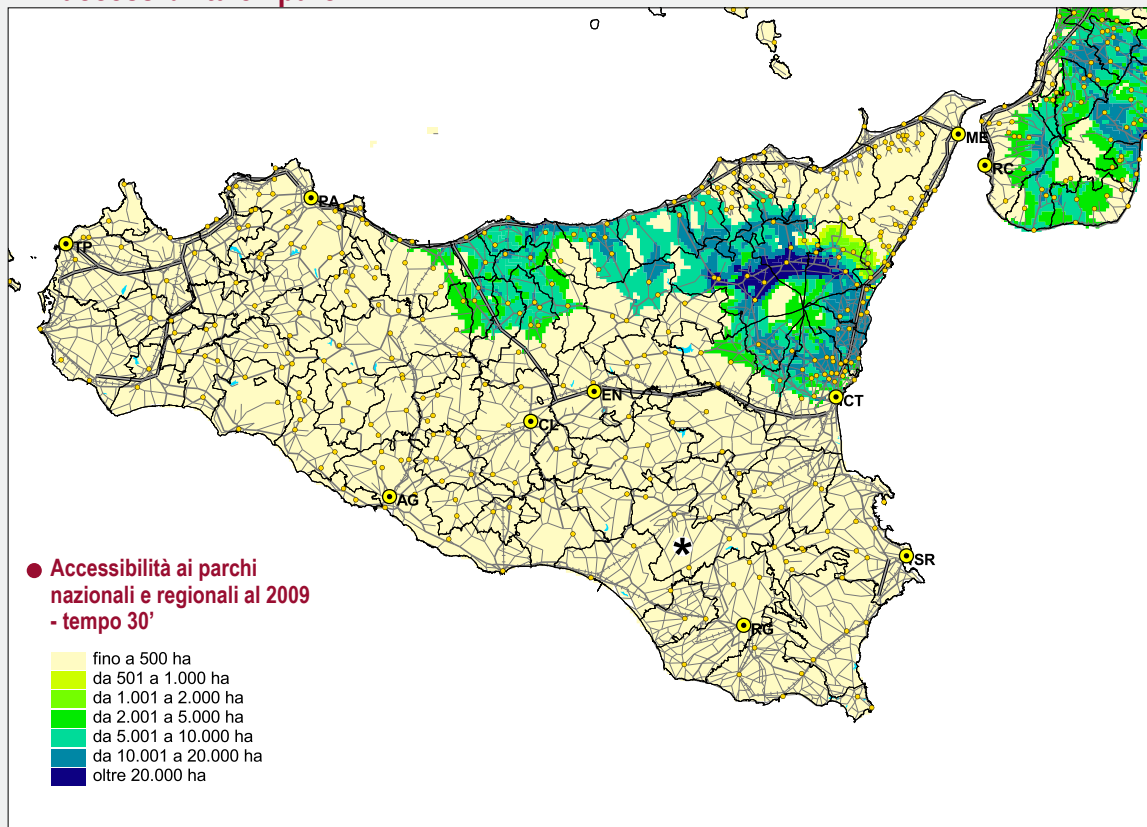 ME
RC
PA
TP
EN
CT
CL
AG
*
SR
RG
Accessibilità ai parchi
nazionali e regionali al 2009
- tempo 30’
fino a 500 ha
da 501 a 1.000 ha
da 1.001 a 2.000 ha
da 2.001 a 5.000 ha
da 5.001 a 10.000 ha
da 10.001 a 20.000 ha
oltre 20.000 ha